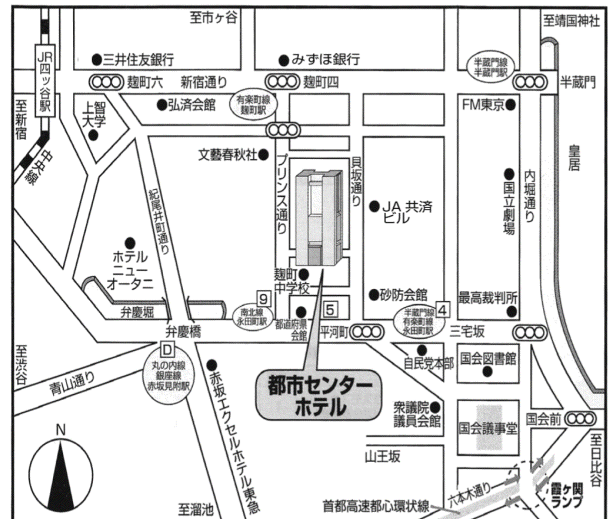 至市ヶ谷
至靖国神社
JR四ッ谷駅
三井住友銀行
みずほ銀行
半蔵門線
半蔵門駅
麹町六
新宿通り
麹町四
半蔵門
至新宿
上智
大学
弘済会館
有楽町線
麹町駅
FM東京
中央線
文藝春秋社
プリンス通り
貝坂通り
皇居
紀尾井町通り
JA 共済
ビル
国立劇場
内堀通り
ホテル
ニュー
オータニ
麹町
中学校
砂防会館
最高裁判所
弁慶堀
9
南北線
永田町駅
5
都道府県
会館
半蔵門線
有楽町線
永田町駅
4
弁慶橋
平河町
三宅坂
至渋谷
D
丸の内線
銀座線
赤坂見附駅
自民党本部
国会図書館
青山通り
赤坂エクセルホテル東急
都市センター
ホテル
衆議院
議員会館
国会議事堂
国会前
至日比谷
山王坂
N
六本木通り
霞ヶ関
ランプ
至溜池
首都高速都心環状線